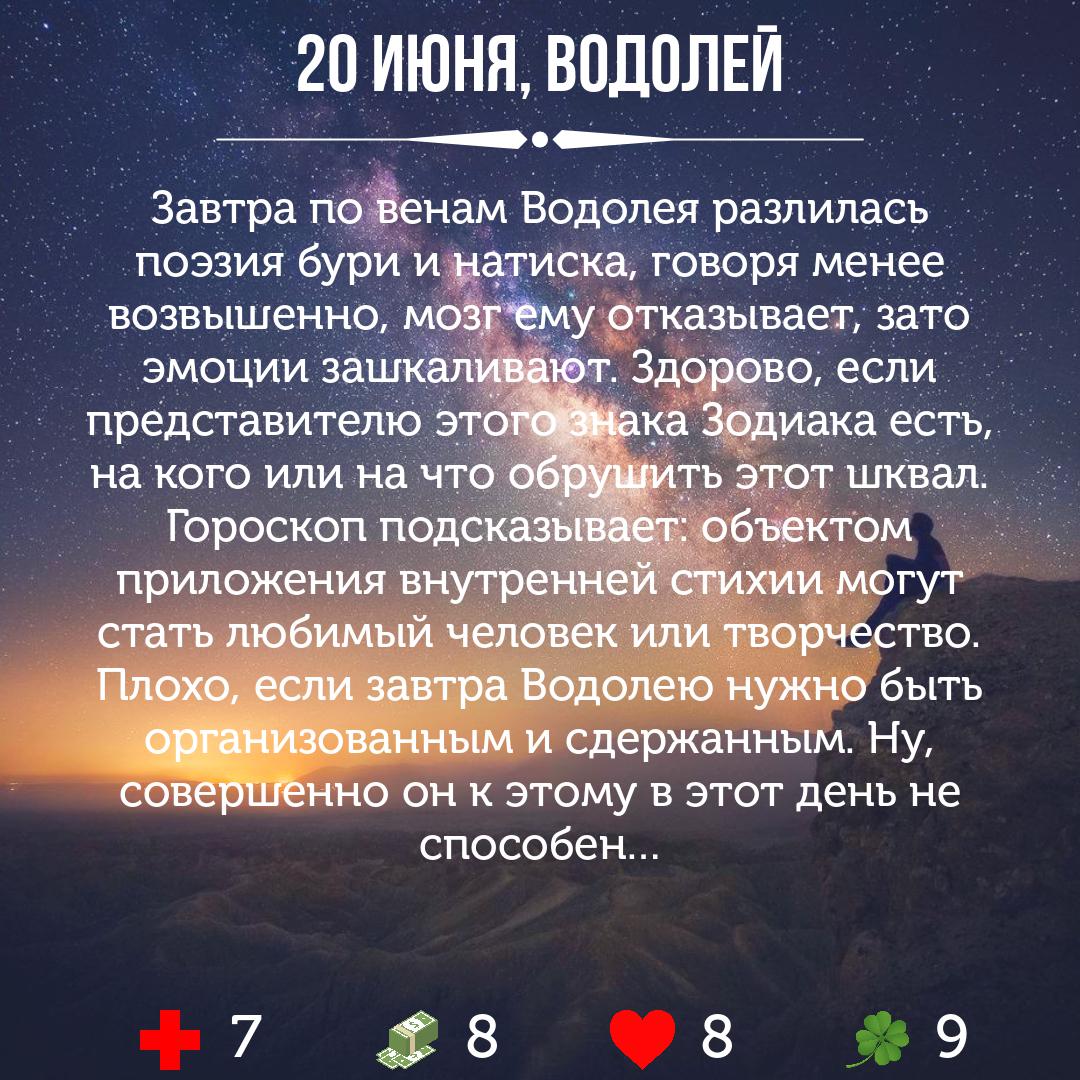 20 ИЮНЯ, ВОДОЛЕЙ
Завтра по венам Водолея разлилась
поэзия бури и натиска, говоря менее
возвышенно, мозг ему отказывает, зато
эмоции зашкаливают. Здорово, если
представителю этого знака Зодиака есть,
на кого или на что обрушить этот шквал.
Гороскоп подсказывает: объектом
приложения внутренней стихии могут
стать любимый человек или творчество.
Плохо, если завтра Водолею нужно быть
организованным и сдержанным. Ну,
совершенно он к этому в этот день не
способен...
7 8 8 9